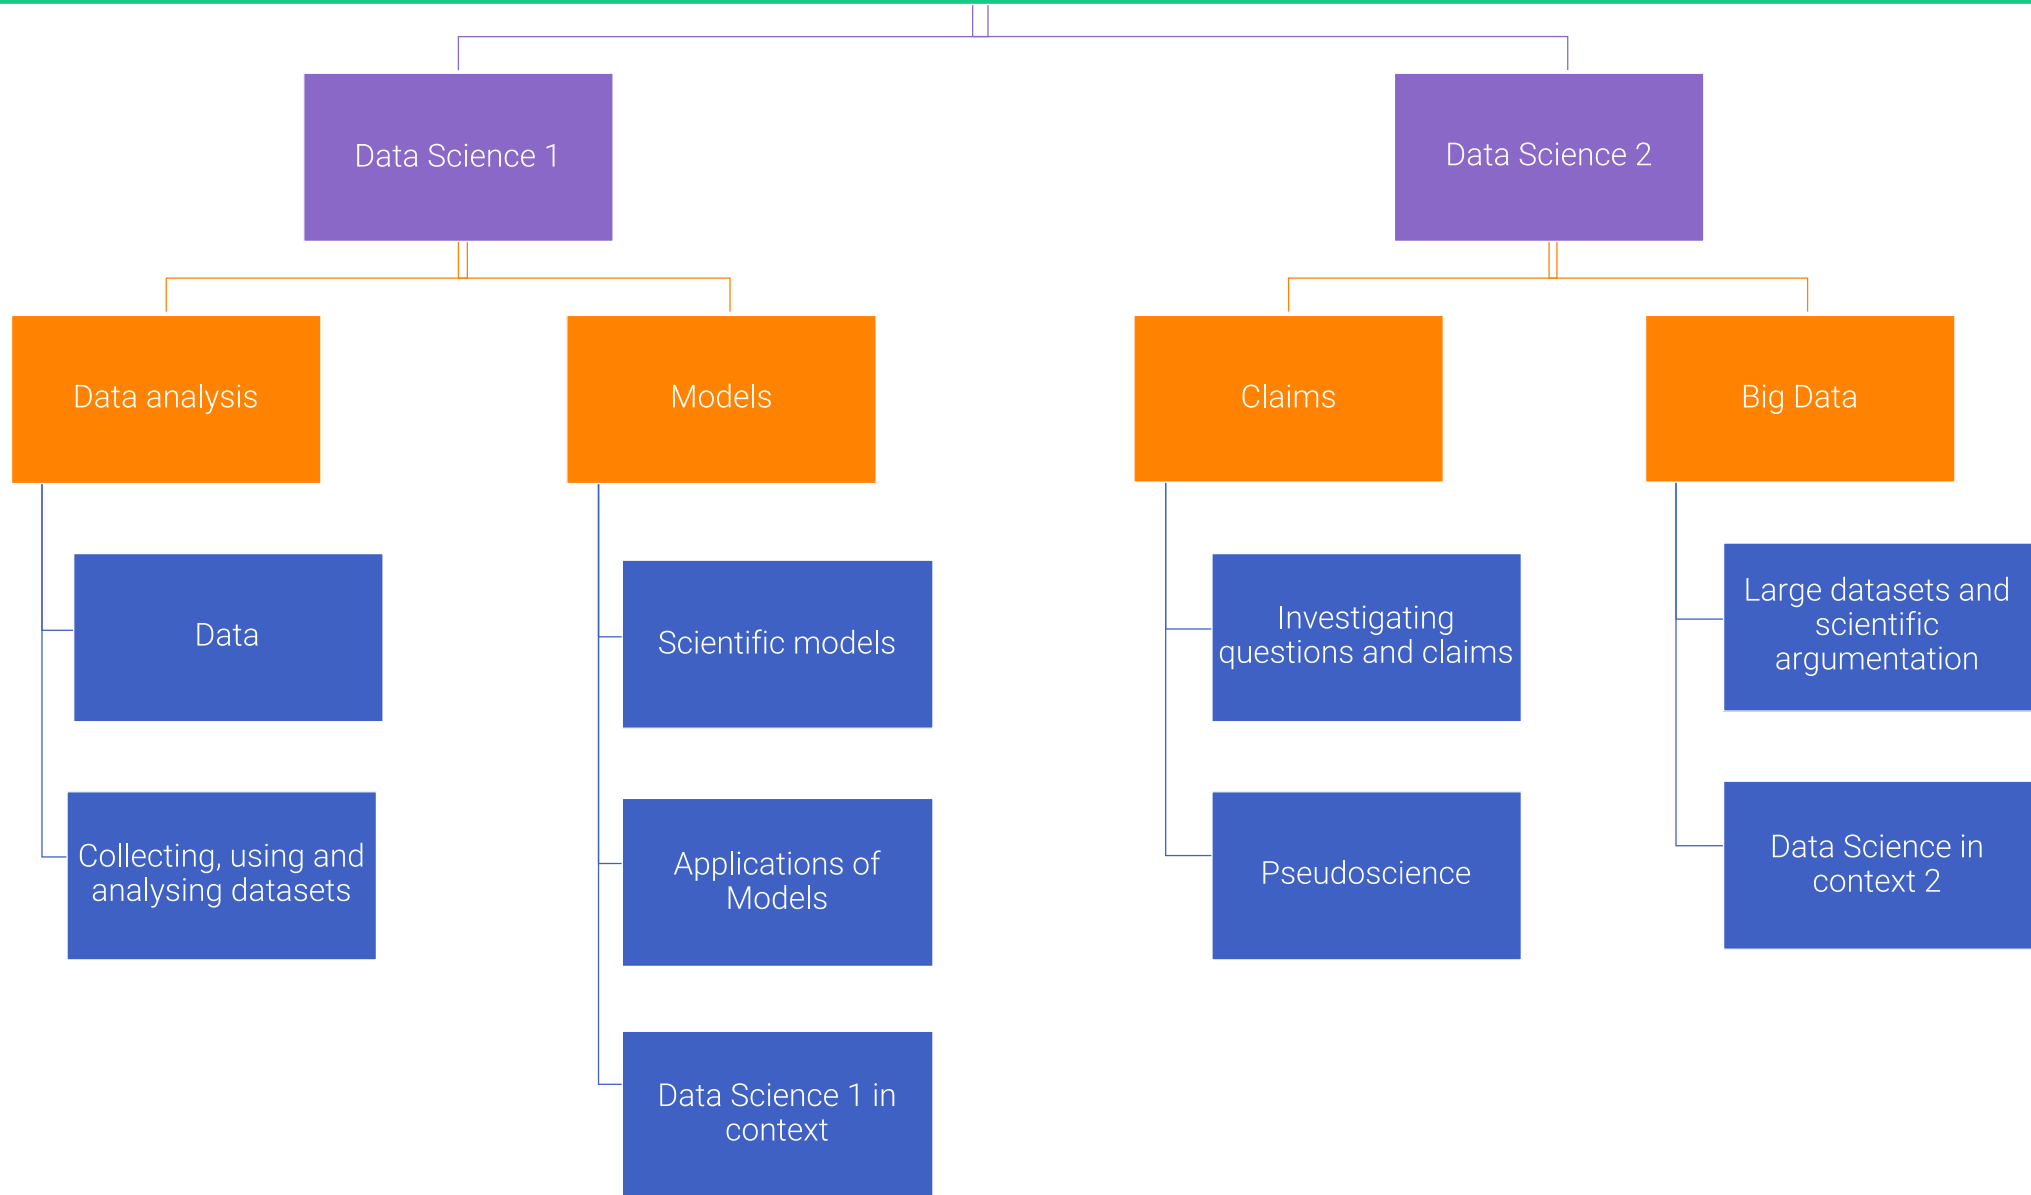 Data Science 1
Data Science 2
Data analysis
Models
Claims
Big Data
Data
Scientific models
Investigating
questions and claims
Large datasets and
scientific
argumentation
Collecting, using and
analysing datasets
Applications of
Models
Pseudoscience
Data Science in
context 2
Data Science 1 in
context